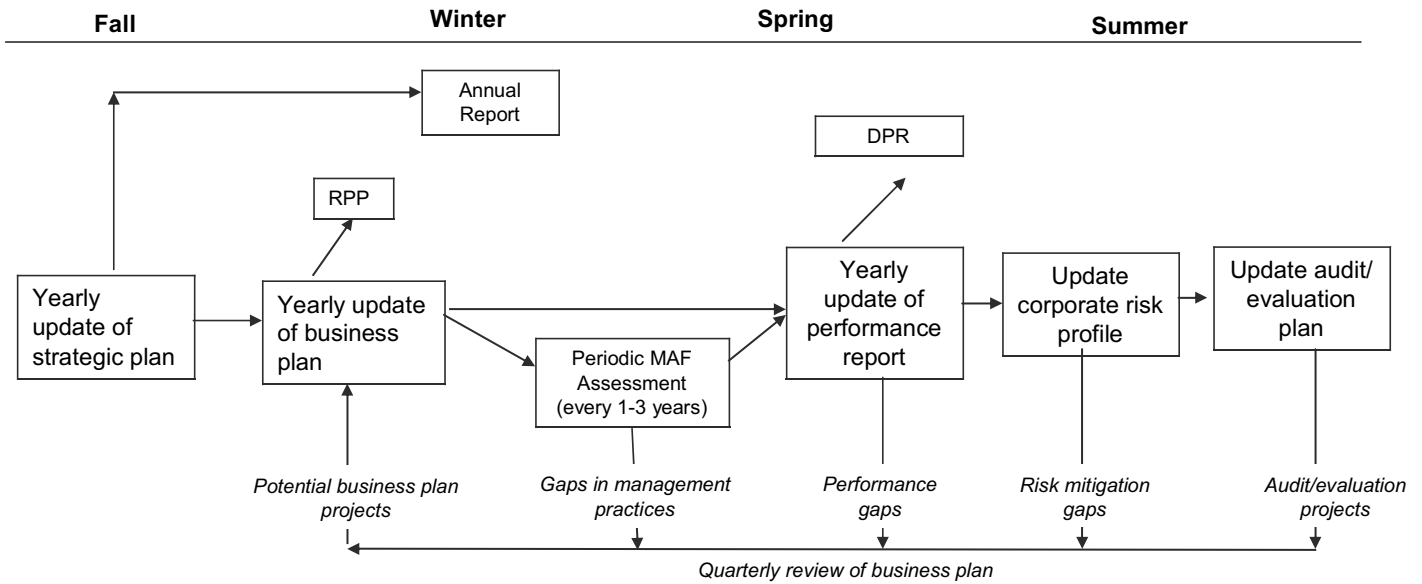 Fall
Winter
Spring
Summer
Annual
Report
DPR
RPP
Yearly
update of
strategic plan
Yearly update
of business
plan
Periodic MAF
Assessment
(every 1-3 years)
Yearly
update of
performance
report
Update
corporate risk
profile
Update audit/
evaluation
plan
Potential business plan
projects
Gaps in management
practices
Performance
gaps
Risk mitigation
gaps
Audit/evaluation
projects
Quarterly review of business plan